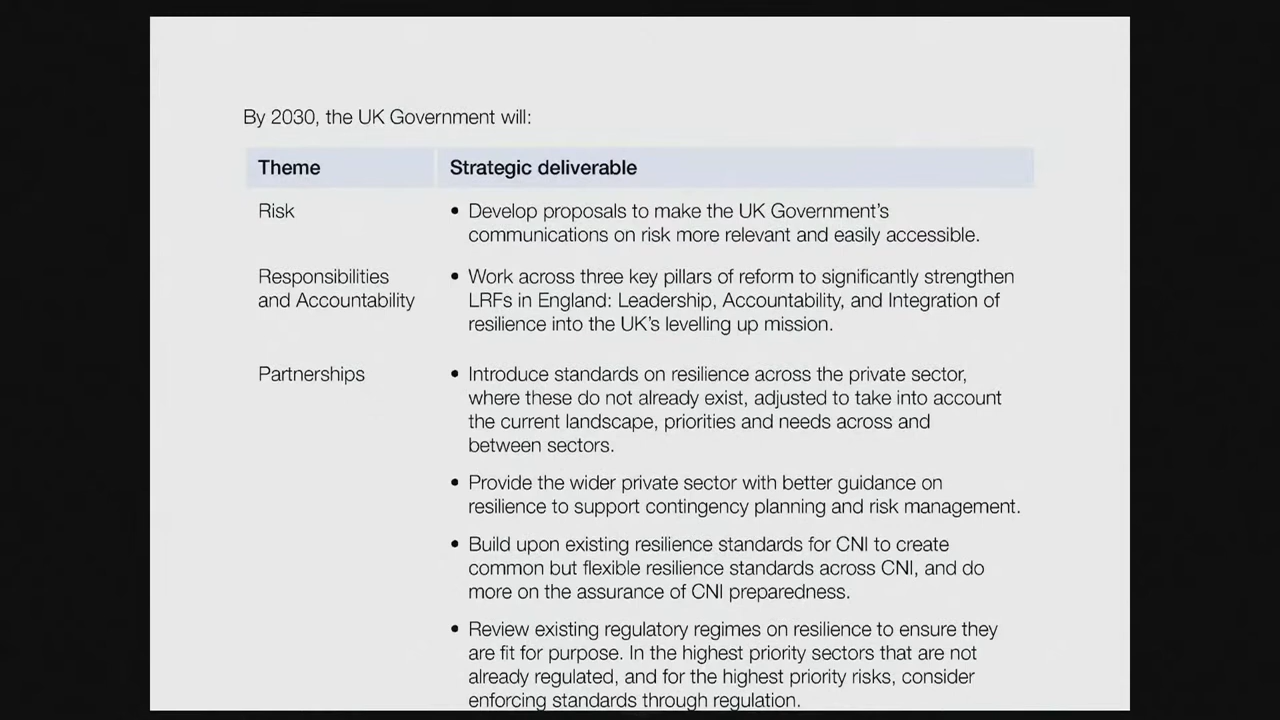 By 2030, the UK Government will:
Theme Strategic deliverable
Risk
• Develop proposals to make the UK Government’s
communications on risk more relevant and easily accessible.
Responsibilities
and Accountability
• Work across three key pillars of reform to significantly strengthen
LRFs in England: Leadership, Accountability, and Integration of
resilience into the UK’s levelling up mission.
Partnerships
• Introduce standards on resilience across the private sector,
where these do not already exist, adjusted to take into account
the current landscape, priorities and needs across and
between sectors.
• Provide the wider private sector with better guidance on
resilience to support contingency planning and risk management.
• Build upon existing resilience standards for CNI to create
common but flexible resilience standards across CNI, and do
more on the assurance of CNI preparedness.
• Review existing regulatory regimes on resilience to ensure they
are fit for purpose. In the highest priority sectors that are not
already regulated, and for the highest priority risks, consider
enforcing standards through regulation.